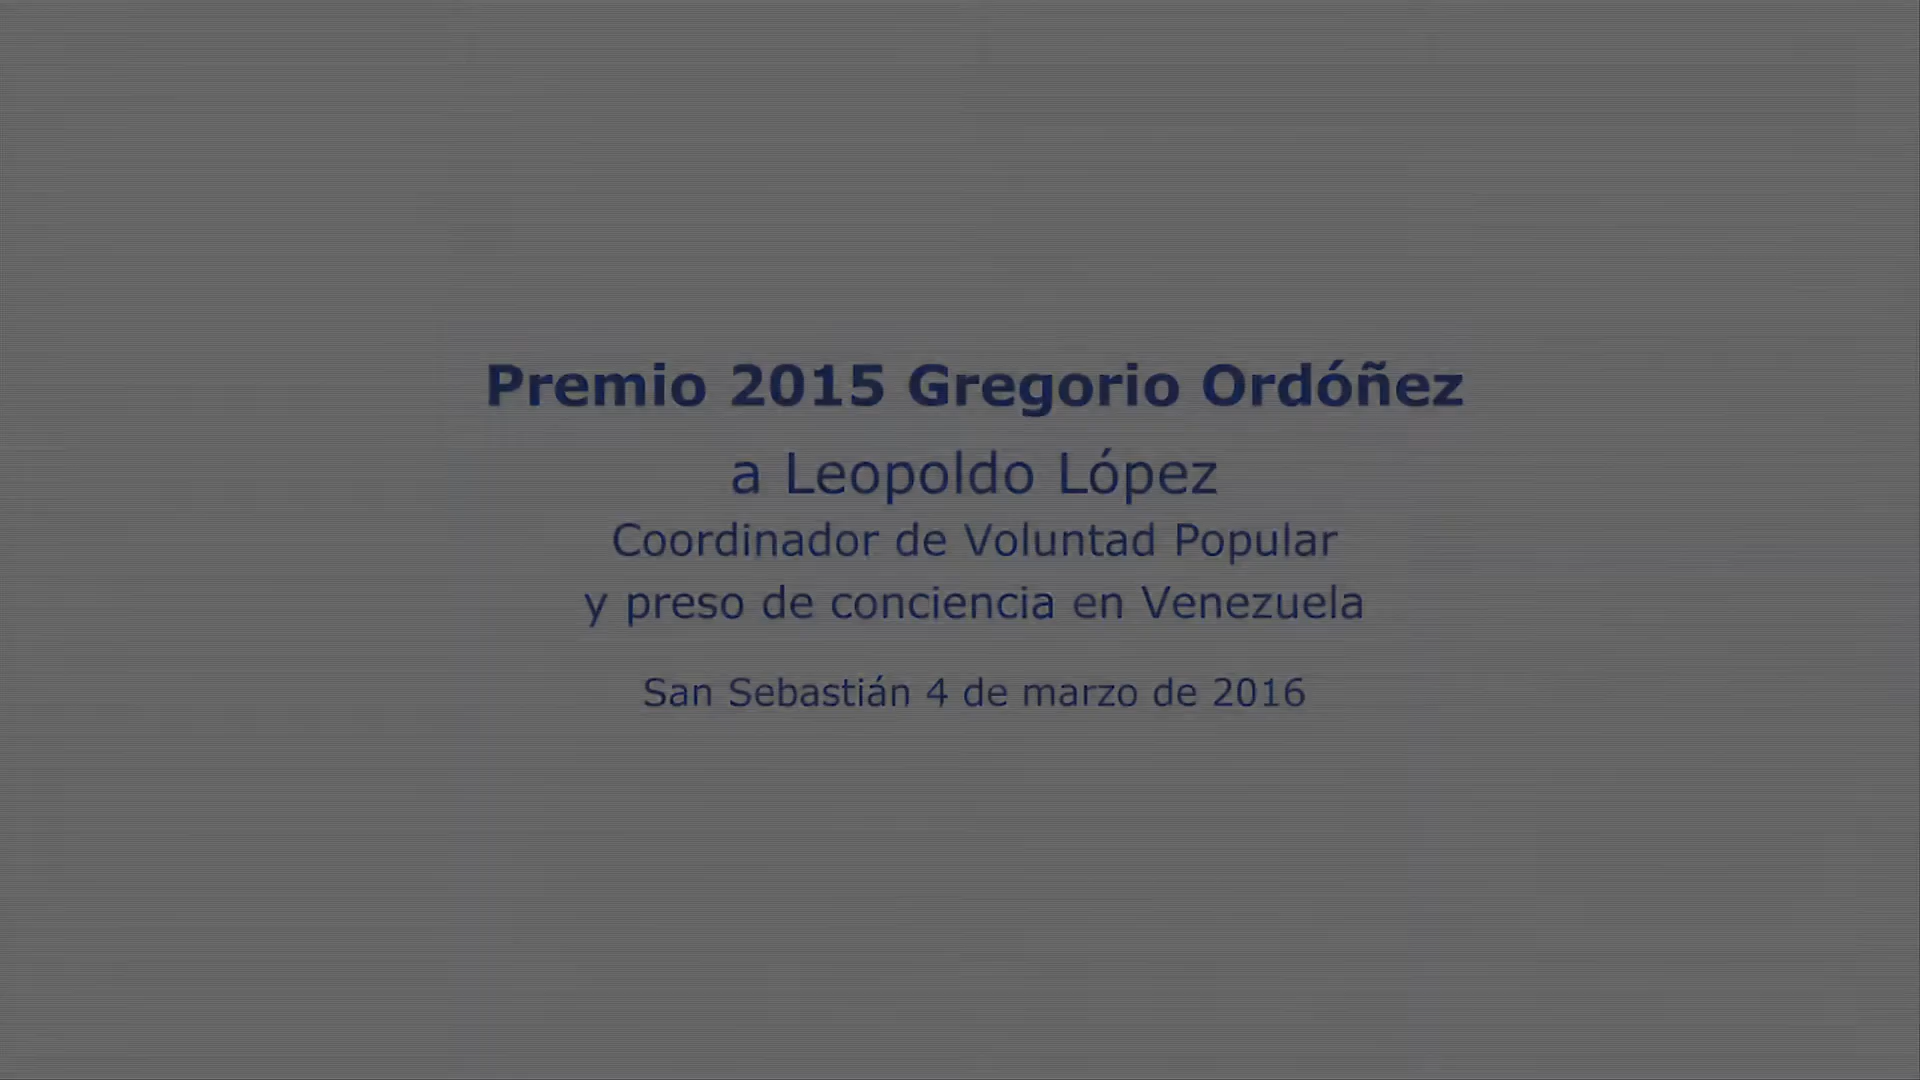 Premio 2015 Gregorio Ordóñez
a Leopoldo López
Coordinador de Voluntad Popular
y preso de conciencia en Venezuela
San Sebastián 4 de marzo de 2016